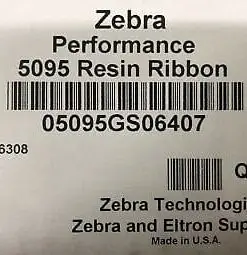 Zebra
Performance
5095 Resin Ribbon
05095GS06407
6308
Q
Zebra Technologi
Zebra and Eltron Sup
Made in U.S.A.